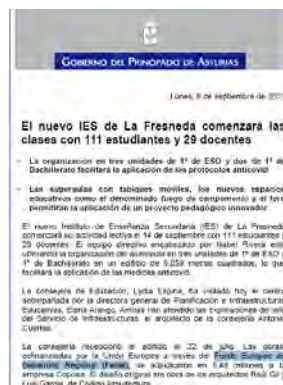 GOBIERNO DEL PRINCIPADO DE ASTURIAS
Lunes, 6 de septiembre de 2021
El nuevo IES de La Fresneda comenzará las
clases con 111 estudiantes y 29 docentes
- La organización en tres unidades de 1º de ESO y dos de 1º de
Bachillerato facilitará la aplicación de los protocolos anticovid
- Las superaulas con tabiques móviles, los nuevos espacios
educativos como el denominado fuego de campamento y el foro
permitirán la aplicación de un proyecto pedagógico innovador
El nuevo Instituto de Enseñanza Secundaria (IES) de La Fresneda
comenzará su actividad lectiva el 14 de septiembre con 111 estudiantes y
29 docentes. El equipo directivo encabezado por Isabel Rivera está
ultimando la organización del alumnado en tres unidades de 1º de ESO y
1º de Bachillerato en un edificio de 5.059 metros cuadrados, lo que
facilitará la aplicación de las medidas anticovid.
La consejera de Educación, Lydia Espina, ha visitado hoy el centro
acompañada por la directora general de Planificación e Infraestructuras
Educativas, Elena Arango. Ambas han atendido las explicaciones del
del Servicio de Infraestructuras, el arquitecto de la consejería Antonio
La consejería recepcionó el edificio el 22 de julio. Las obras,
cofinanciadas por la Unión Europea a través del Fondo Europeo de
Desarrollo Regional (Feder), se adjudicaron en 5,48 millones a la
empresa Coprosa. El diseño original era obra de los arquitectos Raúl Gil y
Luis García, de